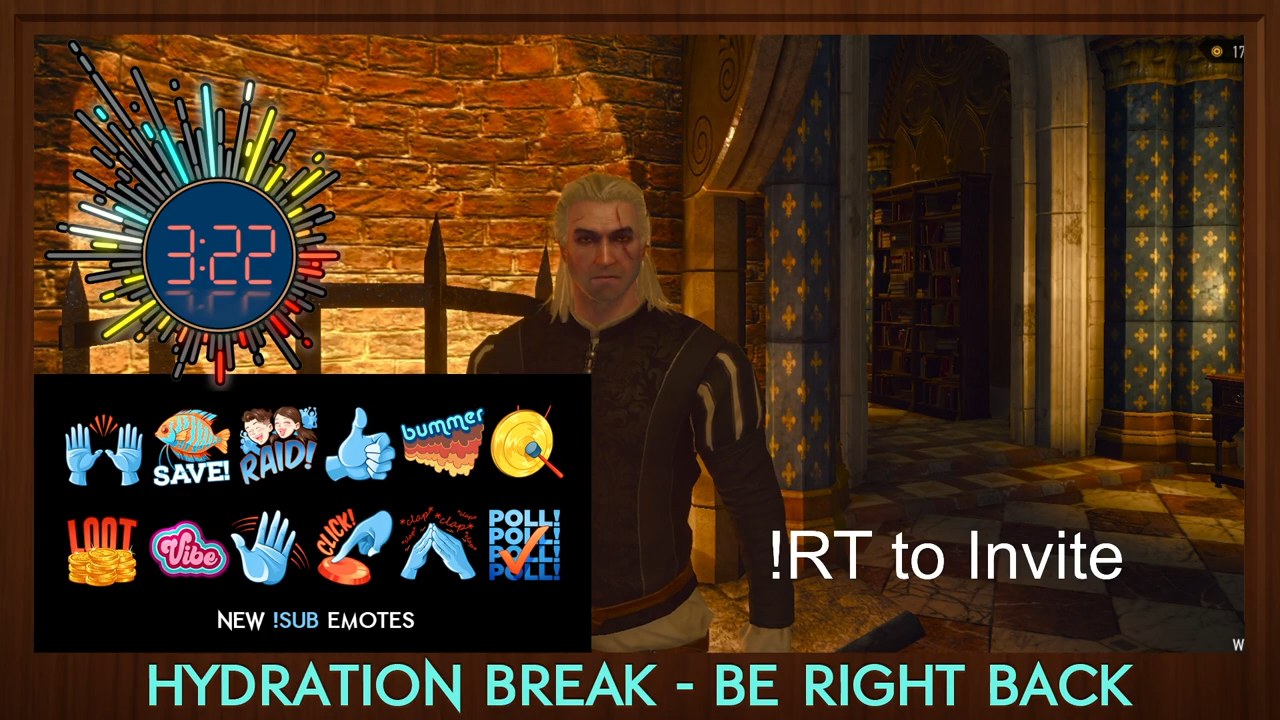 17
3:22
bummer
SAVE!
RAID!
LOOT
Vibe
CLICK!
*clap* *clap* *clap*
POLL!
POLL!
POLL!
POLL!
!RT to Invite
NEW !SUB EMOTES
W
HYDRATION BREAK - BE RIGHT BACK